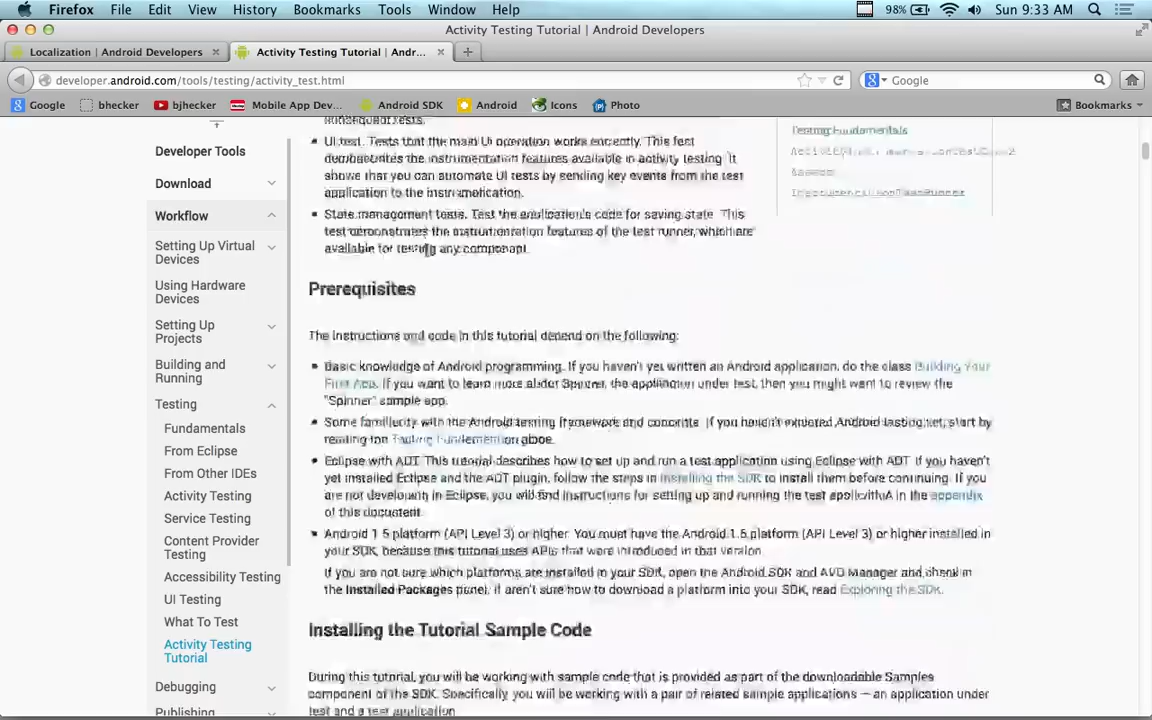 Firefox File Edit View History Bookmarks Tools Window Help 98% Sun 9:33 AM
Activity Testing Tutorial | Android Developers
Localization | Android Developers Activity Testing Tutorial | Andr...
developer.android.com/tools/testing/activity_test.html Google
Google bhecker bjhecker Mobile App Dev... Android SDK Android Icons Photo Bookmarks
Developer Tools
Download
Workflow
Setting Up Virtual
Devices
Using Hardware
Devices
Setting Up
Projects
Building and
Running
Testing
Fundamentals
From Eclipse
From Other IDEs
Activity Testing
Service Testing
Content Provider
Testing
Accessibility Testing
UI Testing
What To Test
Activity Testing
Tutorial
Debugging
Publishing
subsequent tests.
UI test. Tests that the main UI operation works correctly. This test
demonstrates the instrumentation features available in activity testing. It
shows that you can automate UI tests by sending key events from the test
application to the
State management tests. Test the application's code for saving state. This
test demonstrates the instrumentation features of the test runner, which are
available for testing any component.
Prerequisites
The instructions and code in this tutorial depend on the following:
Basic knowledge of Android programming. If you haven't yet written an Android application, do the class Building Your
First App. If you want to learn more about Spinner, the application under test, then you might want to review the
"Spinner" sample app.
Some familiarity with the Android testing framework and concepts. If you haven't explored Android testing yet, start by
reading the Testing Fundamentals
Eclipse with ADT. This tutorial describes how to set up and run a test application using Eclipse with ADT. If you haven't
yet installed Eclipse and the ADT plugin, follow the steps in Installing the SDK to install them before continuing. If you
are not developing in Eclipse, you will find instructions for setting up and running the test application in the appendix
of this document.
Android 1.5 platform (API Level 3) or higher. You must have the Android 1.5 platform (API Level 3) or higher installed in
your SDK, because this tutorial uses APIs that were introduced in that version.
If you are not sure which platforms are installed in your SDK, open the Android SDK and AVD Manager and check in
the Installed Packages panel. If aren't sure how to download a platform into your SDK, read Exploring the SDK.
Installing the Tutorial Sample Code
During this tutorial, you will be working with sample code that is provided as part of the downloadable Samples
component of the SDK. Specifically, you will be working with a pair of related sample applications — an application under
test and a test application
Testing Fundamentals
InstrumentationTestRunner